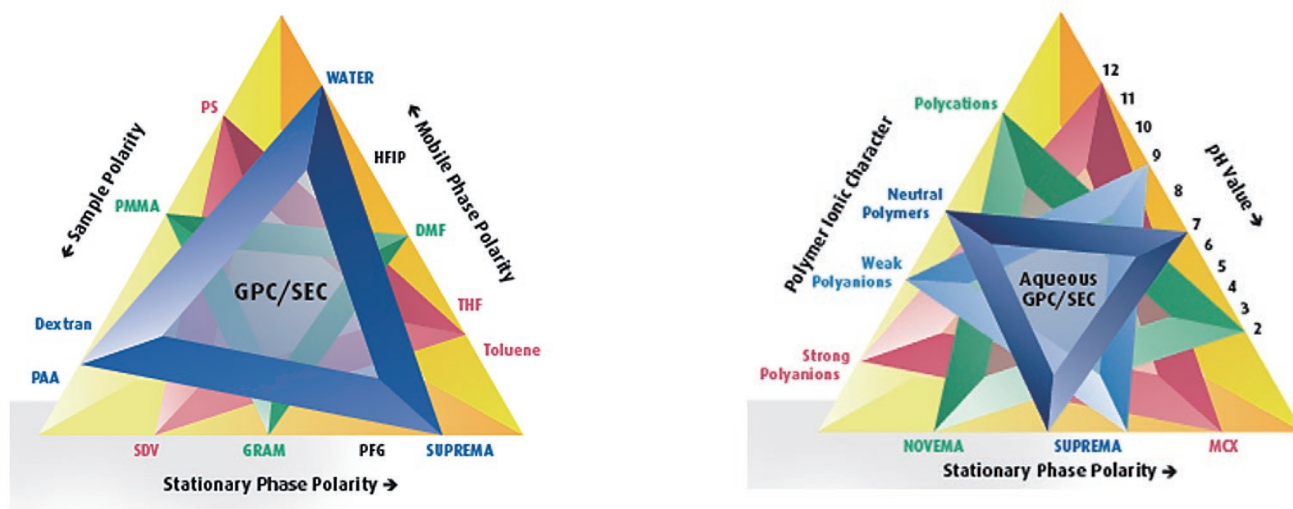 WATER
PS
← Sample Polarity
← Mobile Phase Polarity
HFIP
PMMA
DMF
GPC/SEC
Dextran
THF
Toluene
PAA
SDV
GRAM
PFG
SUPREMA
Stationary Phase Polarity →
12
Polycations
11
10
9
Polymer Ionic Character
pH Value →
8
Neutral
Polymers
7
6
Weak
Polyanions
Aqueous
GPC/SEC
5
4
3
2
Strong
Polyanions
NOVEMA
SUPREMA
MCX
Stationary Phase Polarity →